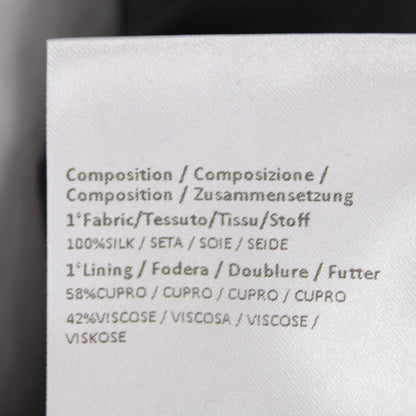 Composition / Composizione /
Composition / Zusammensetzung
1°Fabric/Tessuto/Tissu/Stoff
100%SILK / SETA / SOIE / SEIDE
1°Lining / Fodera / Doublure / Futter
58%CUPRO / CUPRO / CUPRO / CUPRO
42%VISCOSE / VISCOSA / VISCOSE /
VISKOSE